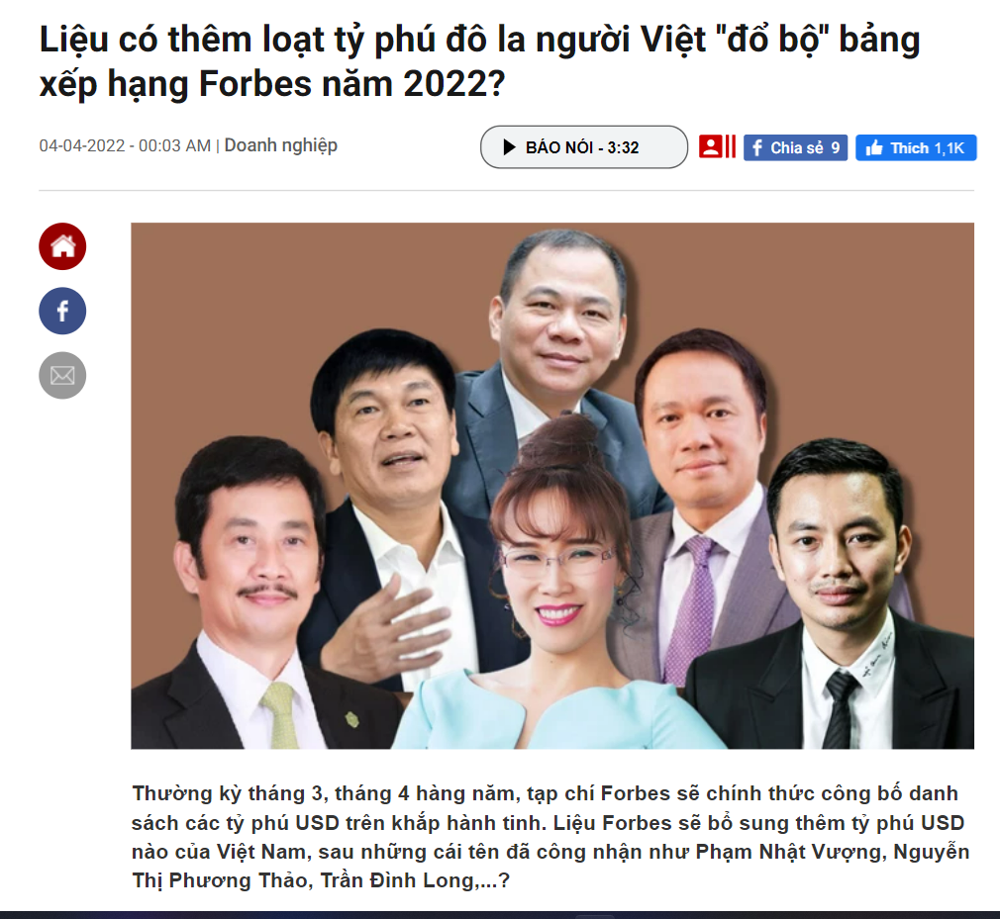 Liệu có thêm loạt tỷ phú đô la người Việt "đổ bộ" bảng
xếp hạng Forbes năm 2022?
04-04-2022 - 00:03 AM | Doanh nghiệp
BÁO NÓI - 3:32
Chia sẻ 9
Thích 1,1K
Thường kỳ tháng 3, tháng 4 hàng năm, tạp chí Forbes sẽ chính thức công bố danh
sách các tỷ phú USD trên khắp hành tinh. Liệu Forbes sẽ bổ sung thêm tỷ phú USD
nào của Việt Nam, sau những cái tên đã công nhận như Phạm Nhật Vượng, Nguyễn
Thị Phương Thảo, Trần Đình Long,...?